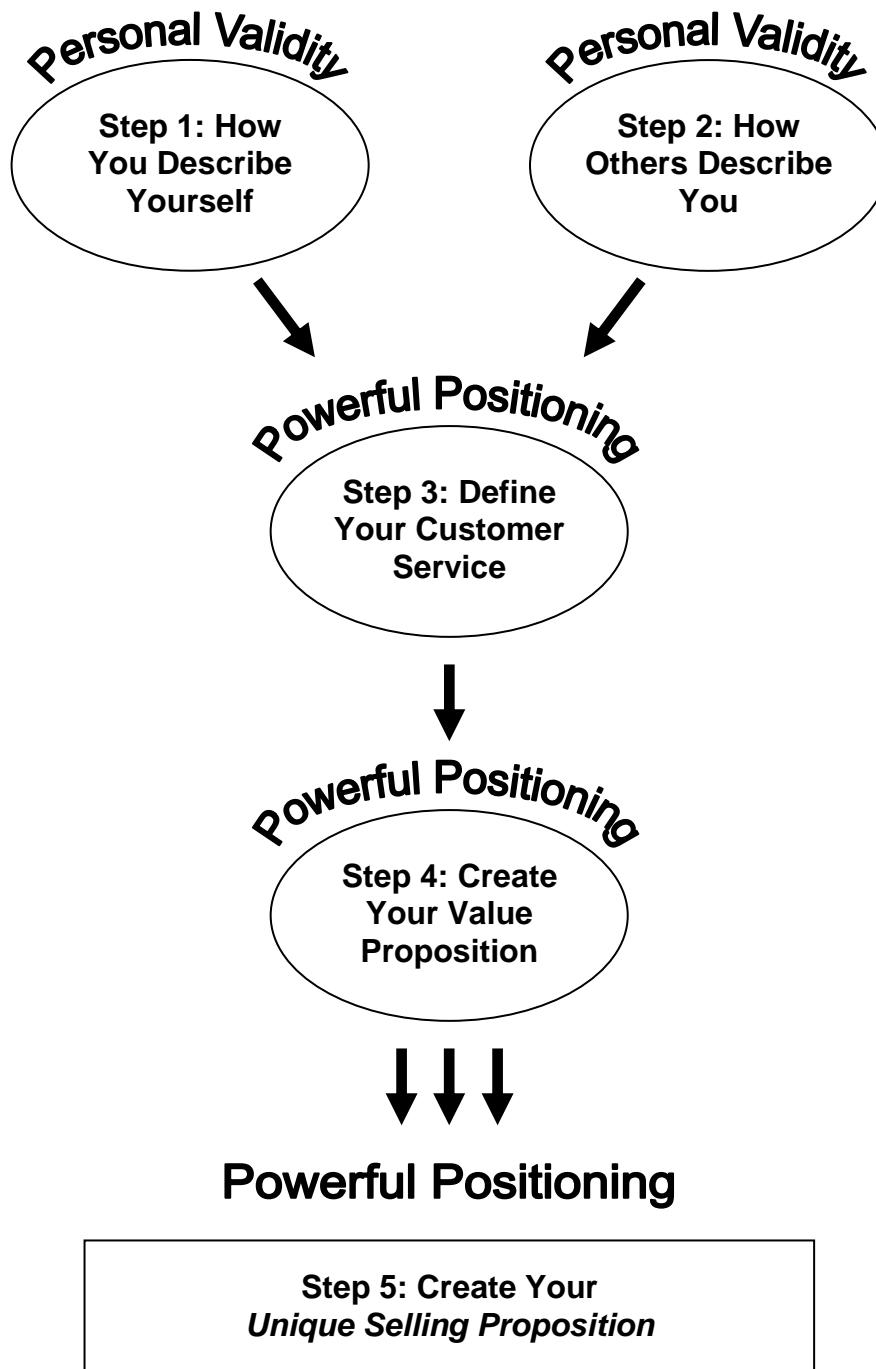 Personal Validity
Step 1: How
You Describe
Yourself
Personal Validity
Step 2: How
Others Describe
You
Powerful Positioning
Step 3: Define
Your Customer
Service
Powerful Positioning
Step 4: Create
Your Value
Proposition
Powerful Positioning
Step 5: Create Your
Unique Selling Proposition